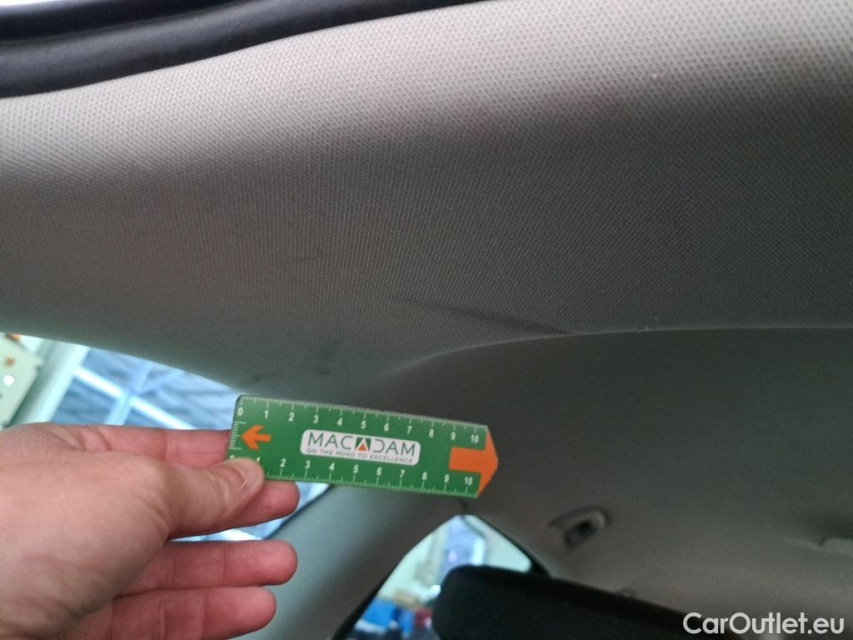 0 1 2 3 4 5 6 7 8 9 10
MACADAM
ON THE ROAD TO EXCELLENCE
1 2 3 4 5 6 7 8 9 10
CarOutlet.eu